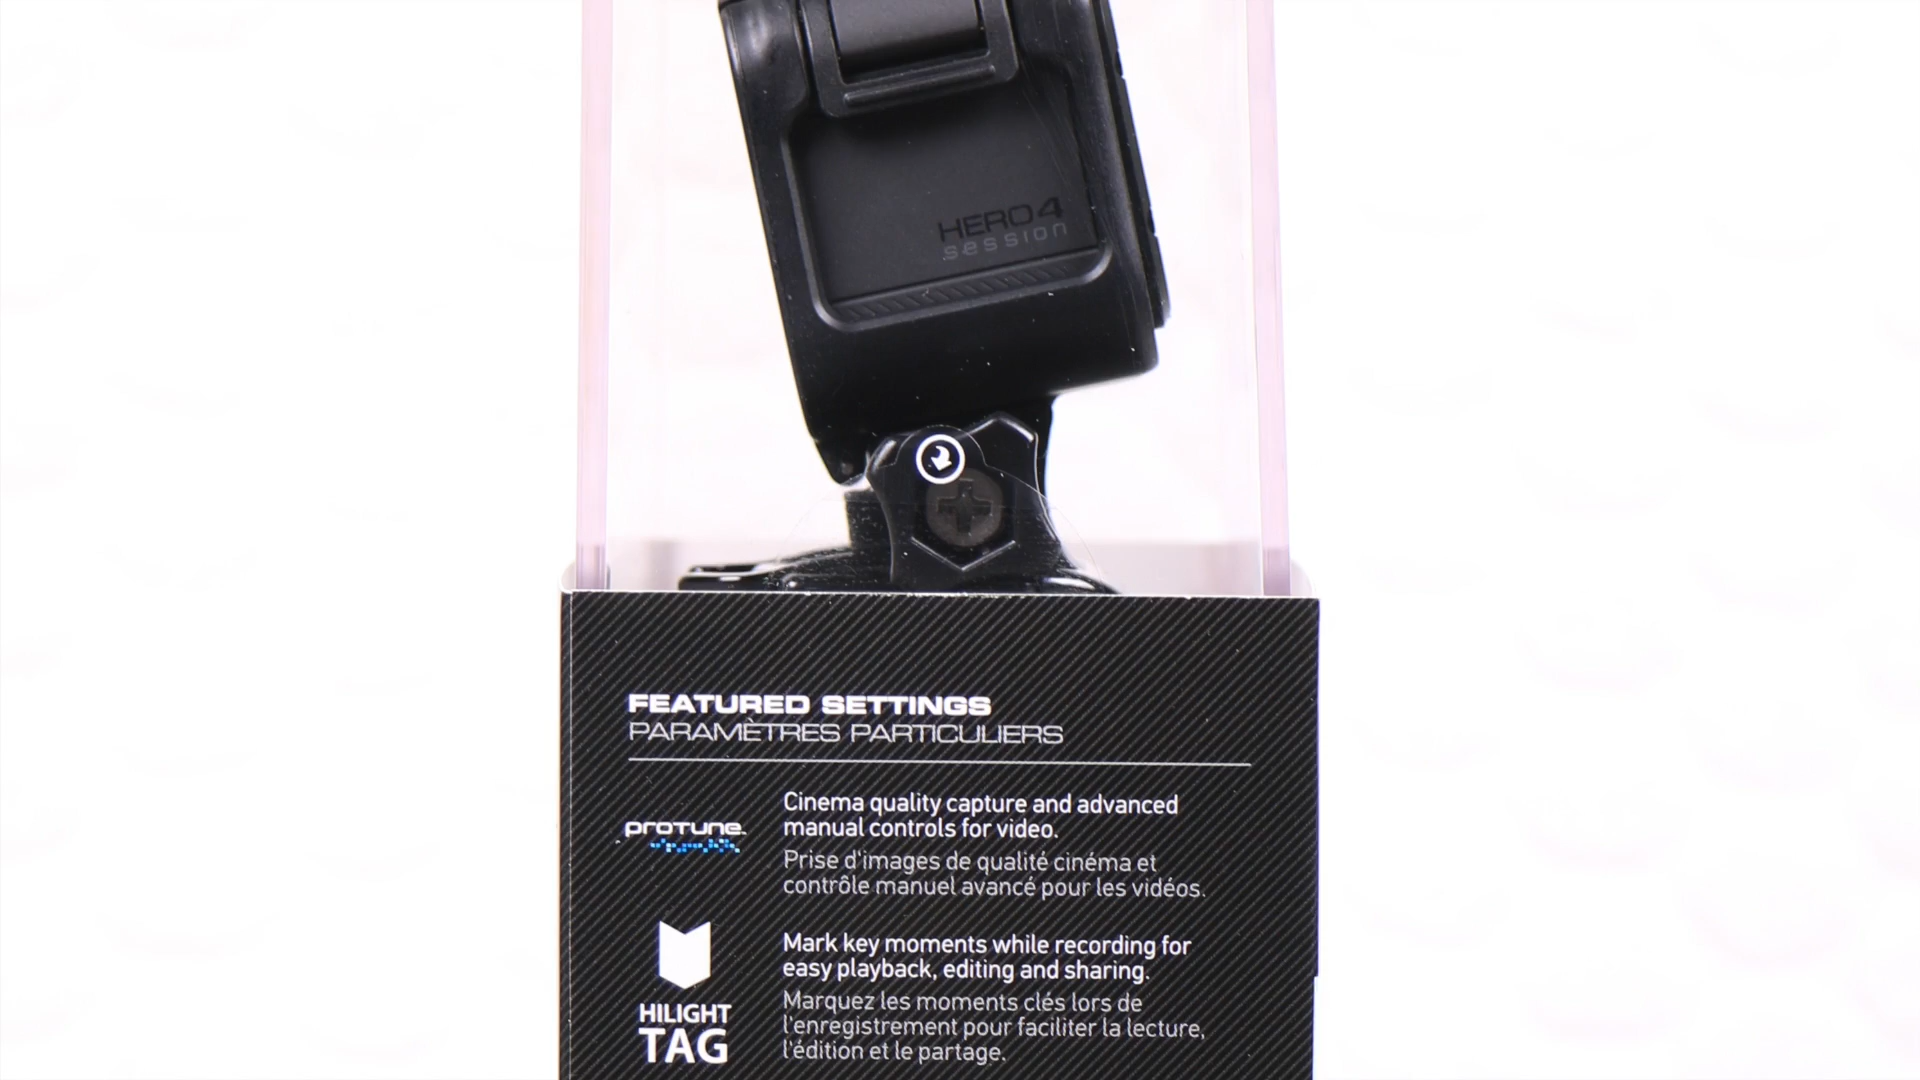 HERO4
session
FEATURED SETTINGS
PARAMÈTRES PARTICULIERS
PROTUNE
Cinema quality capture and advanced
manual controls for video.
Prise d'images de qualité cinéma et
contrôle manuel avancé pour les vidéos.
HILIGHT
TAG
Mark key moments while recording for
easy playback, editing and sharing.
Marquez les moments clés lors de
l'enregistrement pour faciliter la lecture,
l'édition et le partage.